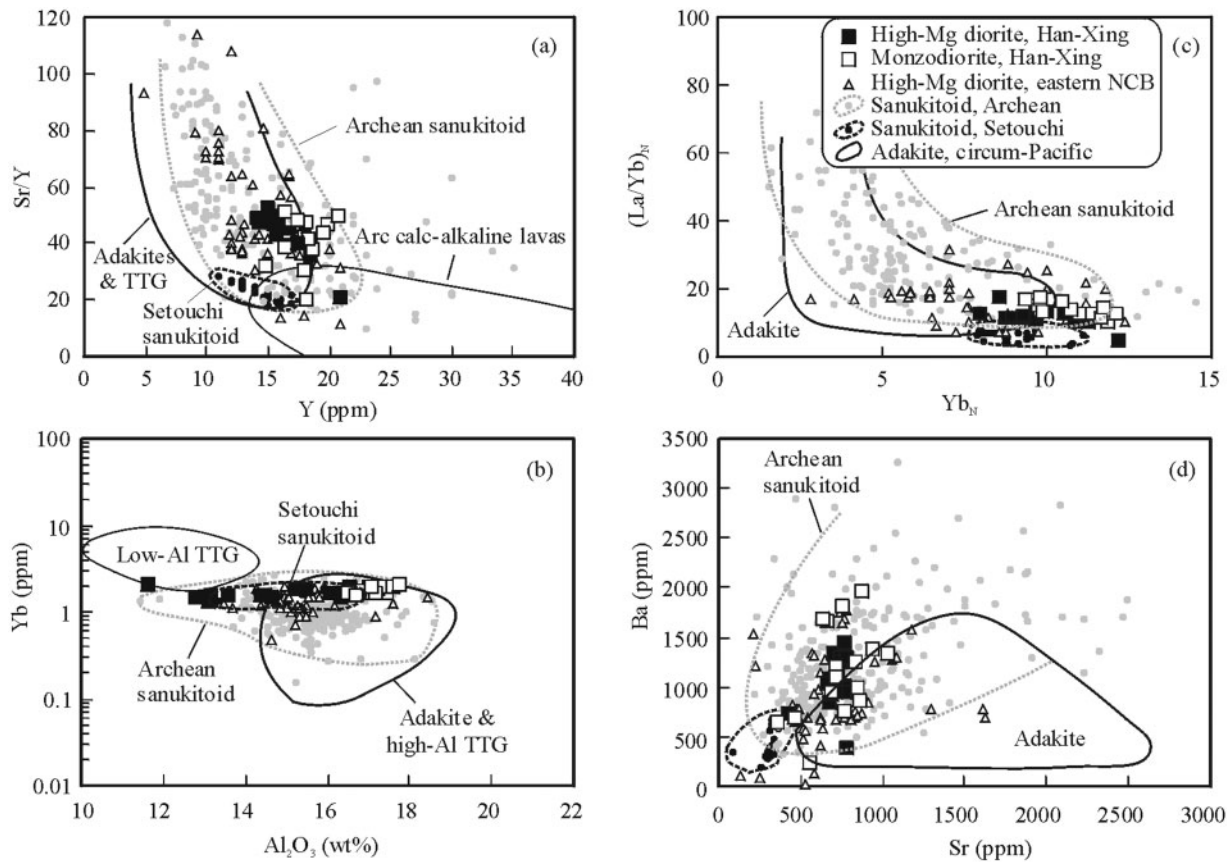 (a)
120
100
80
60
40
20
0
Sr/Y
Archean sanukitoid
Arc calc-alkaline lavas
Adakites
& TTG
Setouchi
sanukitoid
0 5 10 15 20 25 30 35 40
Y (ppm)
(c)
100
80
60
40
20
0
(La/Yb)N
High-Mg diorite, Han-Xing
Monzodiorite, Han-Xing
High-Mg diorite, eastern NCB
Sanukitoid, Archean
Sanukitoid, Setouchi
Adakite, circum-Pacific
Archean sanukitoid
Adakite
0 5 10 15
YbN
(b)
100
10
1
0.1
0.01
Yb (ppm)
Low-Al TTG
Setouchi
sanukitoid
Archean
sanukitoid
Adakite &
high-Al TTG
10 12 14 16 18 20 22
Al2O3 (wt%)
(d)
3500
3000
2500
2000
1500
1000
500
0
Ba (ppm)
Archean
sanukitoid
Adakite
0 500 1000 1500 2000 2500 3000
Sr (ppm)